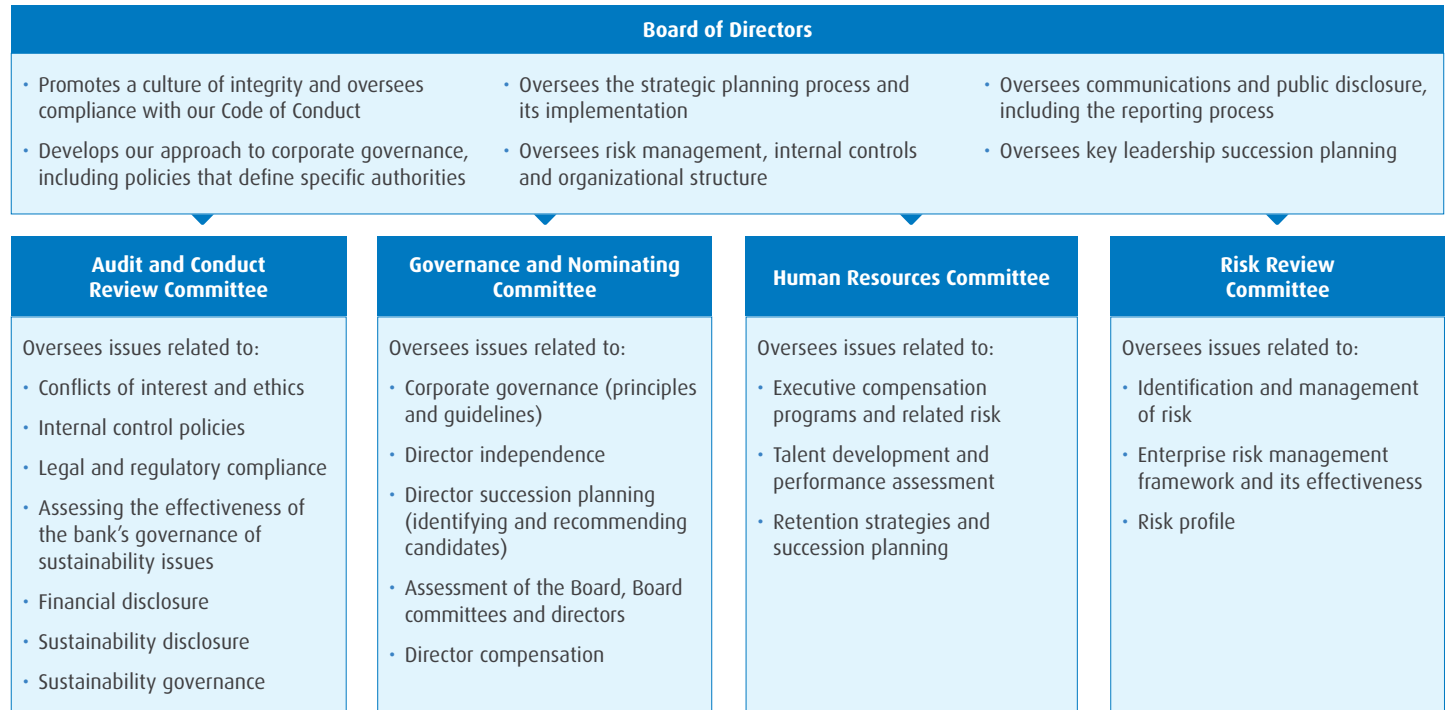 Board of Directors
• Promotes a culture of integrity and oversees
compliance with our Code of Conduct
• Develops our approach to corporate governance,
including policies that define specific authorities
• Oversees the strategic planning process and
its implementation
• Oversees risk management, internal controls
and organizational structure
• Oversees communications and public disclosure,
including the reporting process
• Oversees key leadership succession planning
Audit and Conduct
Review Committee
Oversees issues related to:
• Conflicts of interest and ethics
• Internal control policies
• Legal and regulatory compliance
• Assessing the effectiveness of
the bank's governance of
sustainability issues
• Financial disclosure
• Sustainability disclosure
• Sustainability governance
Governance and Nominating
Committee
Oversees issues related to:
• Corporate governance (principles
and guidelines)
• Director independence
• Director succession planning
(identifying and recommending
candidates)
• Assessment of the Board, Board
committees and directors
• Director compensation
Human Resources Committee
Oversees issues related to:
• Executive compensation
programs and related risk
• Talent development and
performance assessment
• Retention strategies and
succession planning
Risk Review
Committee
Oversees issues related to:
• Identification and management
of risk
• Enterprise risk management
framework and its effectiveness
• Risk profile